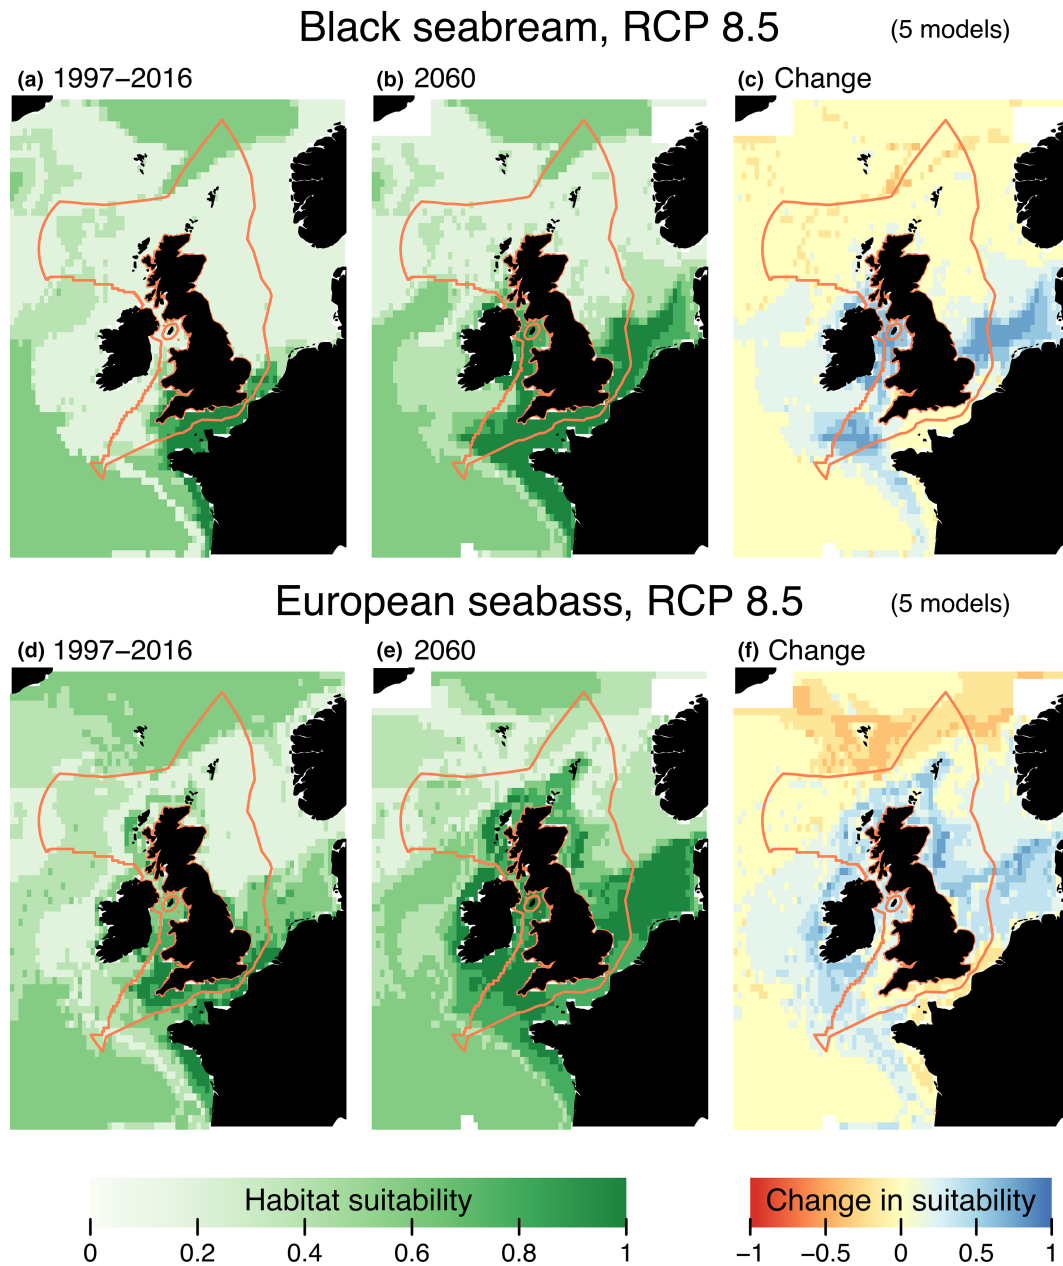 Black seabream, RCP 8.5 (5 models)
(a) 1997–2016 (b) 2060 (c) Change
European seabass, RCP 8.5 (5 models)
(d) 1997–2016 (e) 2060 (f) Change
Habitat suitability Change in suitability
0 0.2 0.4 0.6 0.8 1 −1 −0.5 0 0.5 1